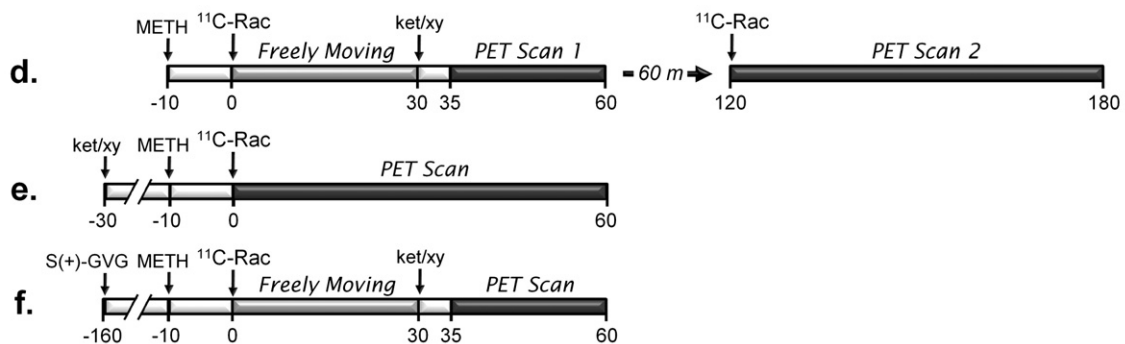 METH ¹¹C-Rac ket/xy ¹¹C-Rac
Freely Moving PET Scan 1 PET Scan 2
d. 60 m
-10 0 30 35 60 120 180
ket/xy METH ¹¹C-Rac
PET Scan
e.
-30 -10 0 60
S(+)-GVG METH ¹¹C-Rac ket/xy
Freely Moving PET Scan
f.
-160 -10 0 30 35 60